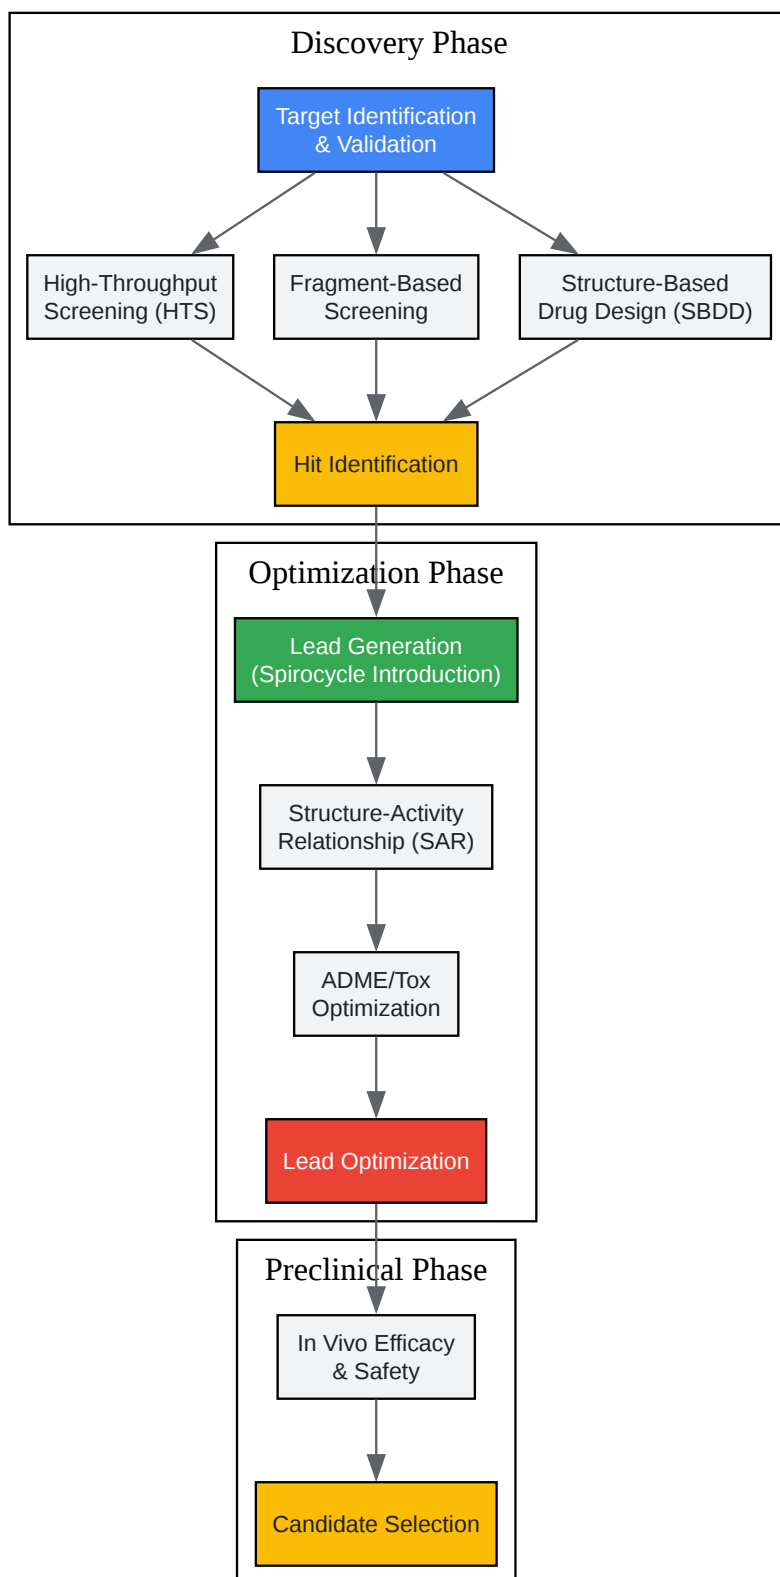 Discovery Phase
Target Identification
& Validation
High-Throughput
Screening (HTS)
Fragment-Based
Screening
Structure-Based
Drug Design (SBDD)
Hit Identification
Optimization Phase
Lead Generation
(Spirocycle Introduction)
Structure-Activity
Relationship (SAR)
ADME/Tox
Optimization
Lead Optimization
Preclinical Phase
In Vivo Efficacy
& Safety
Candidate Selection